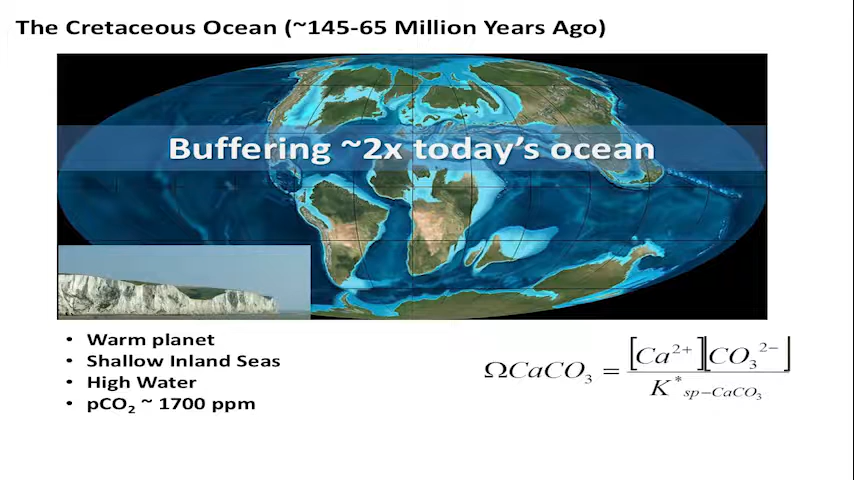 The Cretaceous Ocean (~145-65 Million Years Ago)
Buffering ~2x today's ocean
• Warm planet
• Shallow Inland Seas
• High Water
• pCO₂ ~ 1700 ppm
ΩCaCO₃ = [Ca²⁺][CO₃²⁻] / K*sp−CaCO₃